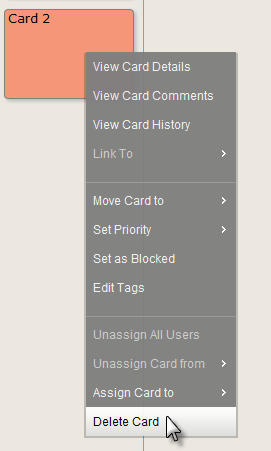 Card 2
View Card Details
View Card Comments
View Card History
Link To
Move Card to
Set Priority
Set as Blocked
Edit Tags
Unassign All Users
Unassign Card from
Assign Card to
Delete Card